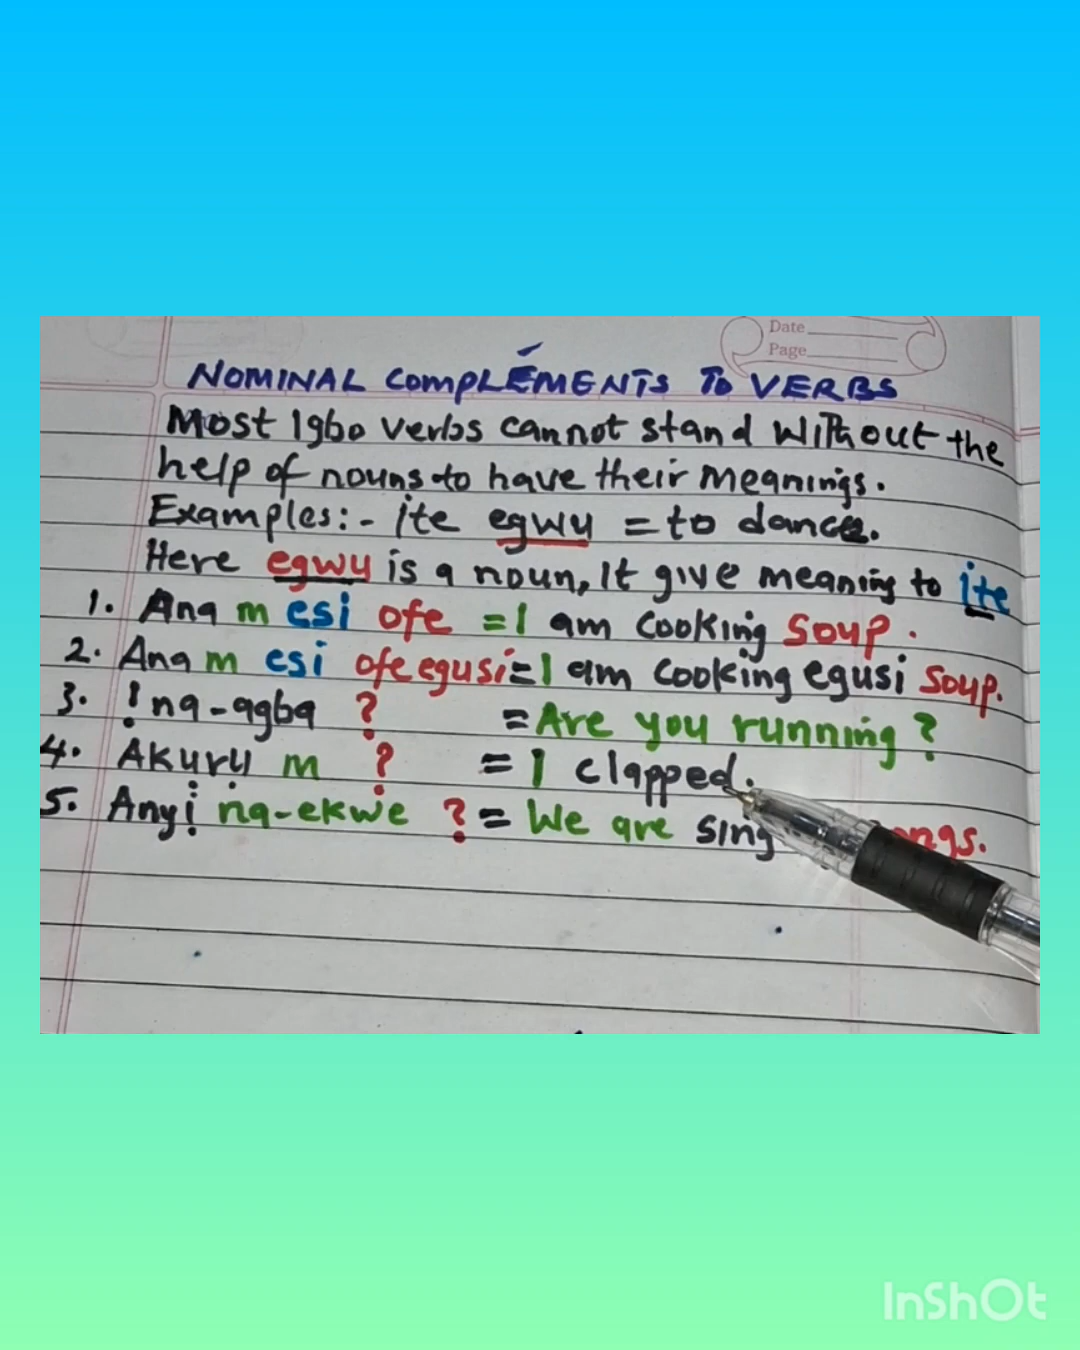 Date
Page
NOMINAL COMPLEMENTS TO VERBS
Most Igbo verbs cannot stand without the
help of nouns to have their meanings.
Examples:- ite egwu = to dance.
Here egwu is a noun, It give meaning to ite
1. Ana m esi ofe = I am cooking soup.
2. Ana m esi ofe egusi = I am cooking egusi soup.
3. Ị na-agba ? = Are you running?
4. Akụrụ m ? = I clapped.
5. Anyị na-ekwe ? = We are sing
InShOt